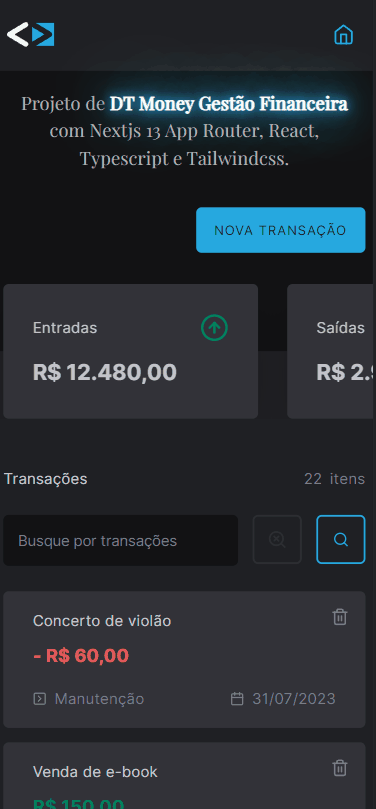 Projeto de DT Money Gestão Financeira
com Nextjs 13 App Router, React,
Typescript e Tailwindcss.
NOVA TRANSAÇÃO
Entradas
R$ 12.480,00
Saídas
R$ 2.
Transações
22 itens
Busque por transações
Concerto de violão
- R$ 60,00
Manutenção
31/07/2023
Venda de e-book
R$ 150,00